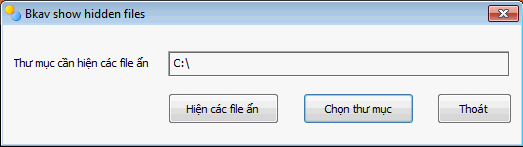 Bkav show hidden files
Thư mục cần hiện các file ẩn
C:\
Hiện các file ẩn
Chọn thư mục
Thoát